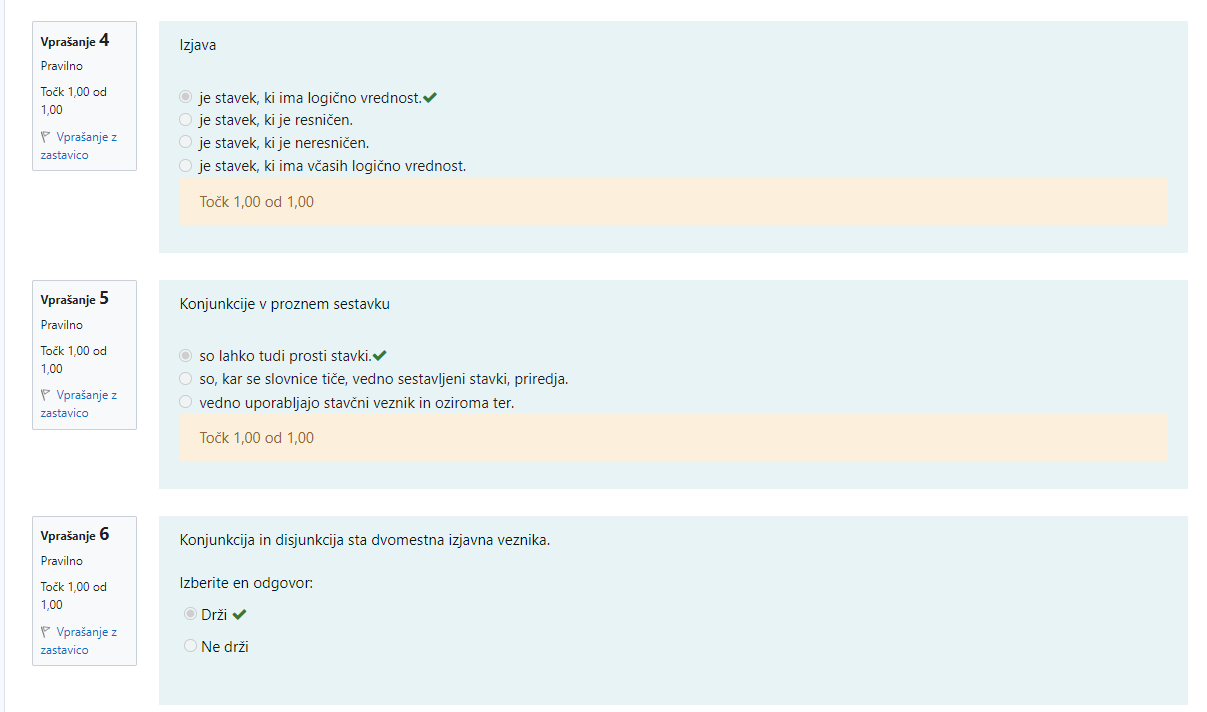 Vprašanje 4
Pravilno
Točk 1,00 od
1,00
Vprašanje z
zastavico
Izjava
je stavek, ki ima logično vrednost.
je stavek, ki je resničen.
je stavek, ki je neresničen.
je stavek, ki ima včasih logično vrednost.
Točk 1,00 od 1,00
Vprašanje 5
Pravilno
Točk 1,00 od
1,00
Vprašanje z
zastavico
Konjunkcije v proznem sestavku
so lahko tudi prosti stavki.
so, kar se slovnice tiče, vedno sestavljeni stavki, priredja.
vedno uporabljajo stavčni veznik in oziroma ter.
Točk 1,00 od 1,00
Vprašanje 6
Pravilno
Točk 1,00 od
1,00
Vprašanje z
zastavico
Konjunkcija in disjunkcija sta dvomestna izjavna veznika.
Izberite en odgovor:
Drži
Ne drži